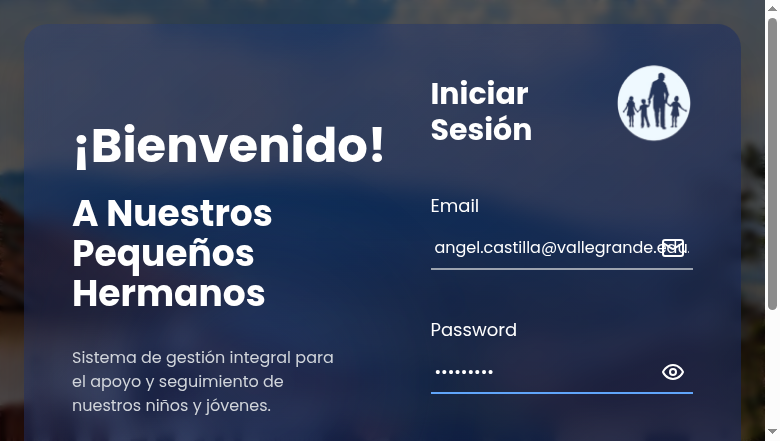 ¡Bienvenido!
A Nuestros
Pequeños
Hermanos
Sistema de gestión integral para
el apoyo y seguimiento de
nuestros niños y jóvenes.
Iniciar
Sesión
Email
angel.castilla@vallegrande.edu.
Password
•••••••••